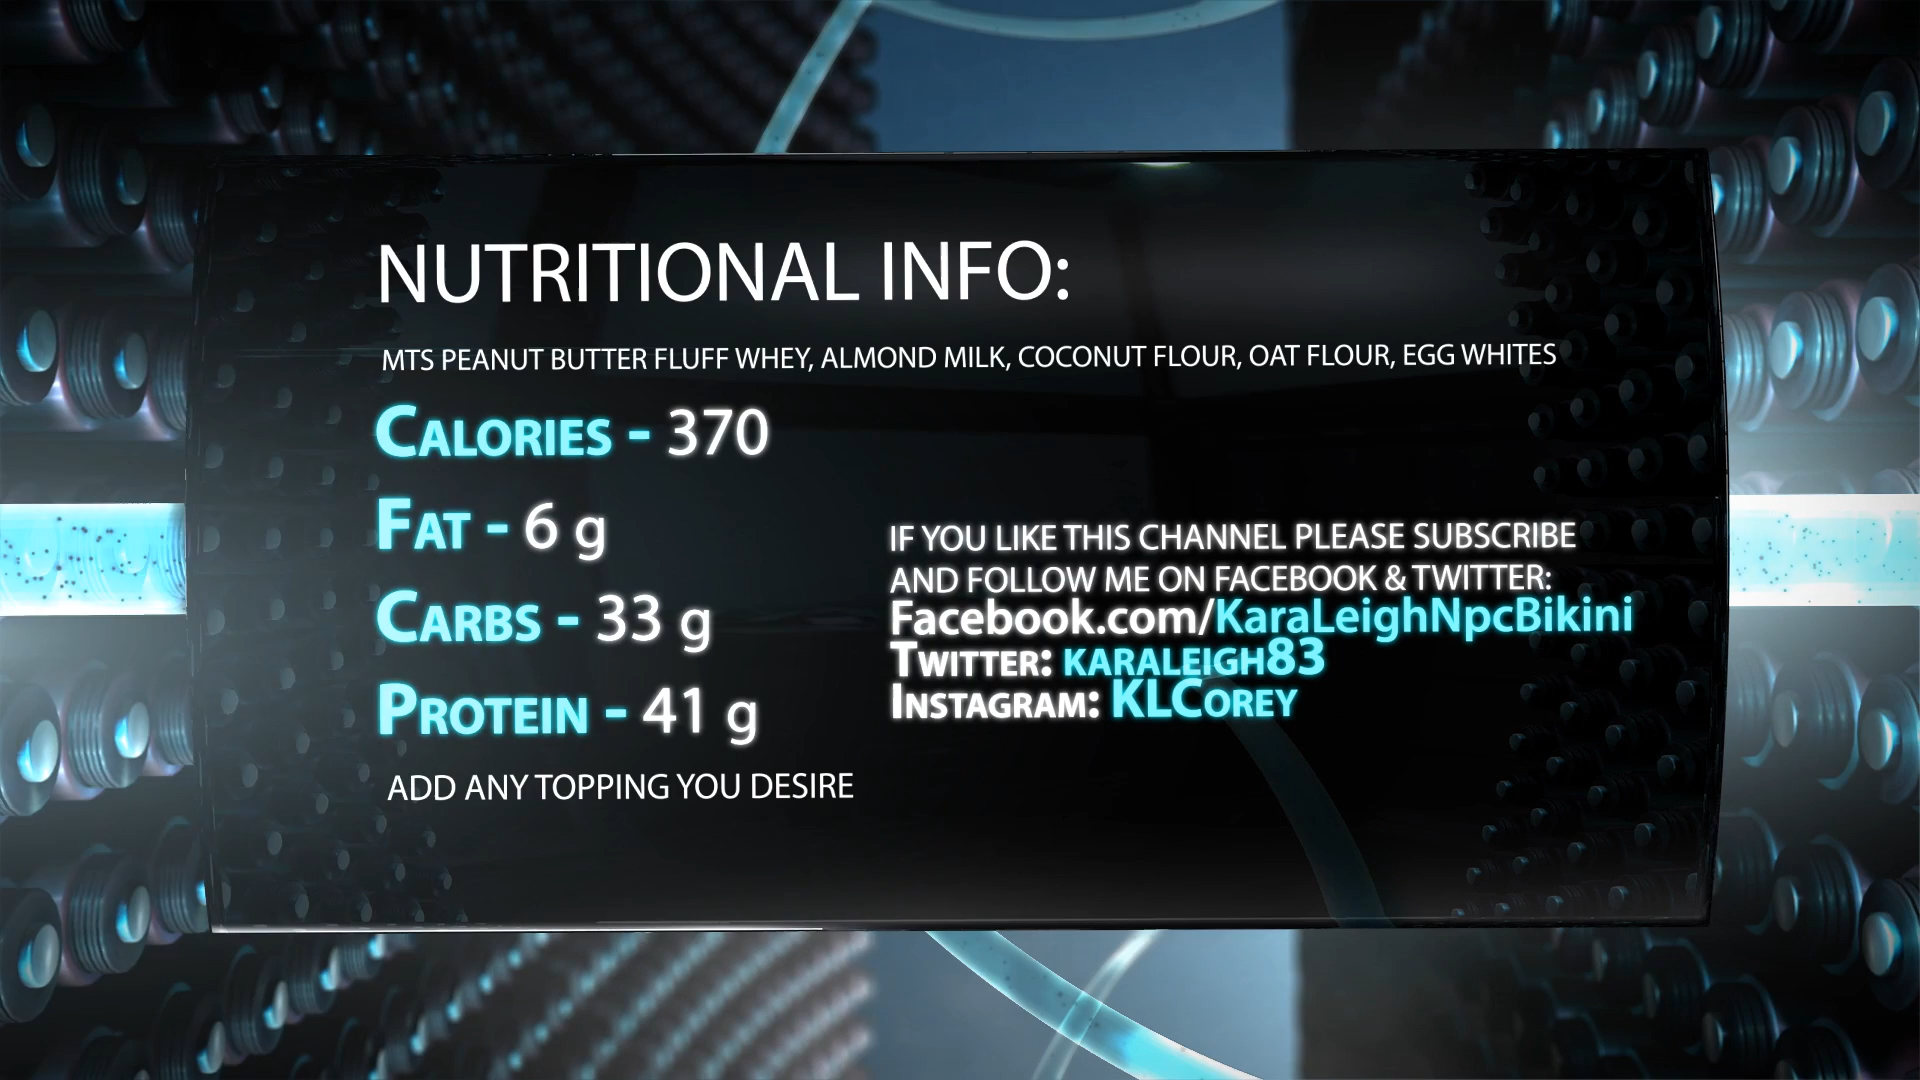 NUTRITIONAL INFO:
MTS PEANUT BUTTER FLUFF WHEY, ALMOND MILK, COCONUT FLOUR, OAT FLOUR, EGG WHITES
CALORIES - 370
FAT - 6 g
CARBS - 33 g
PROTEIN - 41 g
ADD ANY TOPPING YOU DESIRE
IF YOU LIKE THIS CHANNEL PLEASE SUBSCRIBE
AND FOLLOW ME ON FACEBOOK & TWITTER:
Facebook.com/KaraLeighNpcBikini
TWITTER: KARALEIGH83
INSTAGRAM: KLCOREY